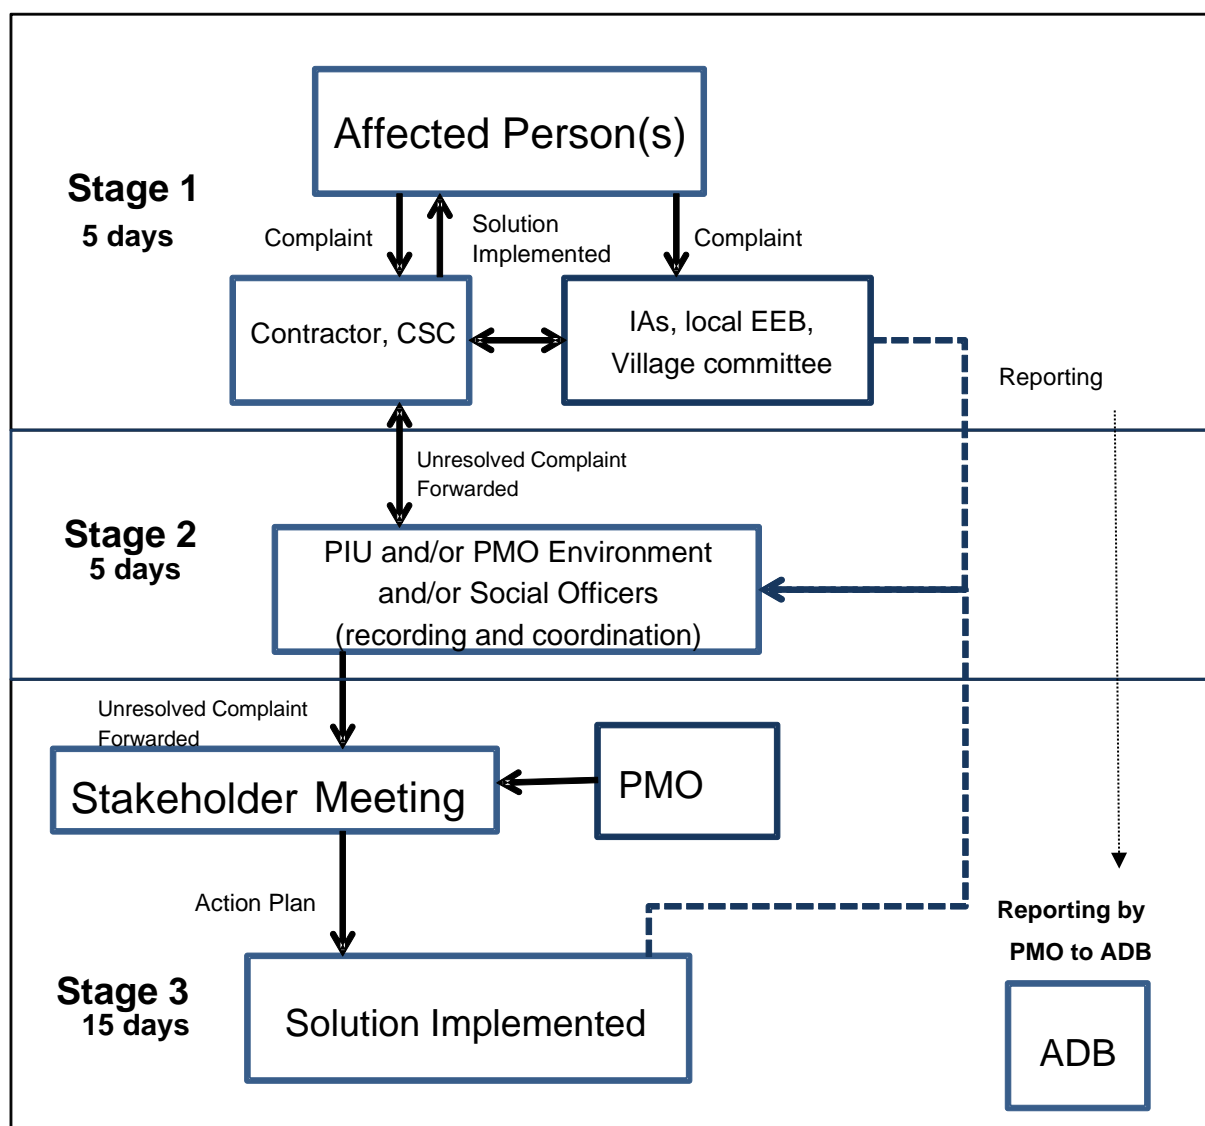 Affected Person(s)
Stage 1
5 days
Complaint
Solution
Implemented
Complaint
Contractor, CSC
IAs, local EEB,
Village committee
Reporting
Unresolved Complaint
Forwarded
Stage 2
5 days
PIU and/or PMO Environment
and/or Social Officers
(recording and coordination)
Unresolved Complaint
Forwarded
Stakeholder Meeting
PMO
Action Plan
Reporting by
PMO to ADB
Stage 3
15 days
Solution Implemented
ADB